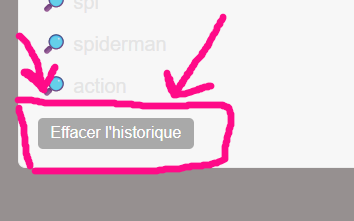 spi
spiderman
action
Effacer l'historique